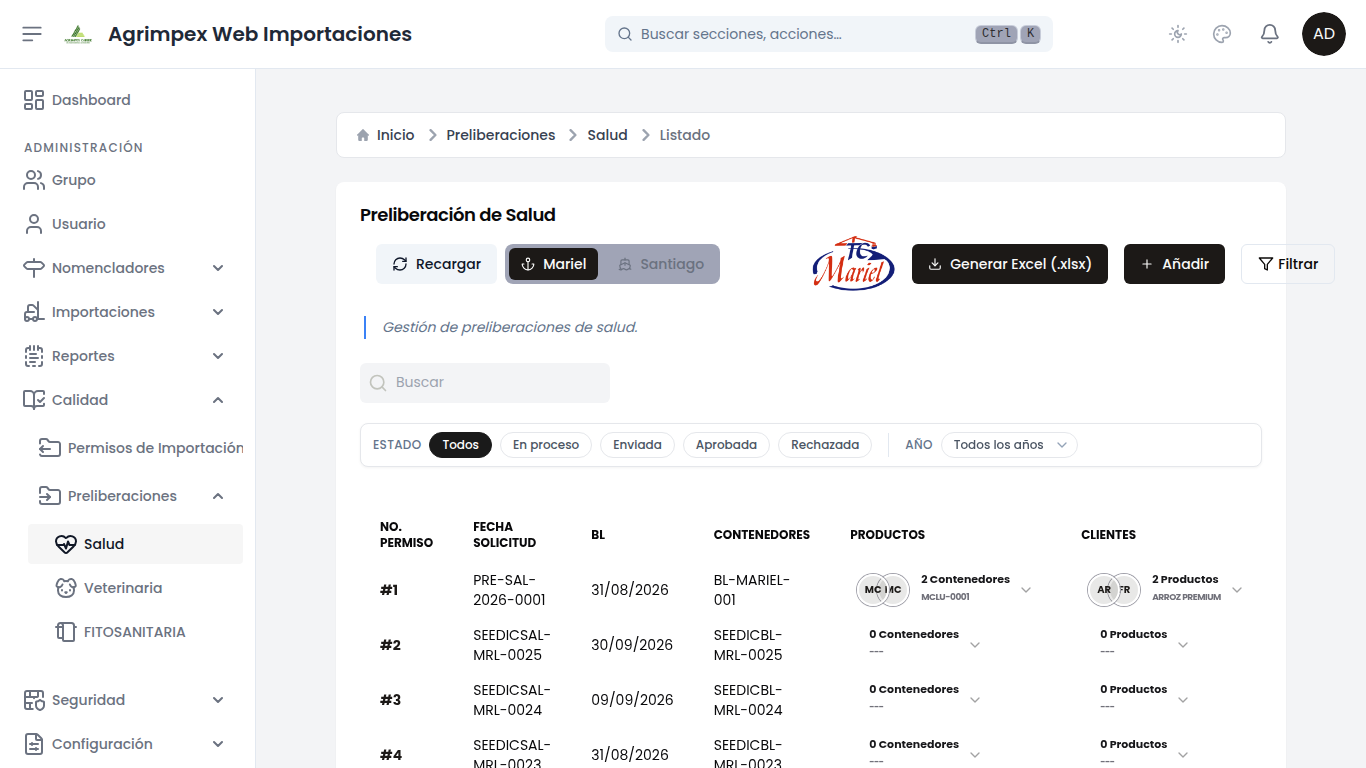 Agrimpex Web Importaciones
Buscar secciones, acciones...
Ctrl K
AD
Dashboard
ADMINISTRACIÓN
Grupo
Usuario
Nomencladores
Importaciones
Reportes
Calidad
Permisos de Importación
Preliberaciones
Salud
Veterinaria
FITOSANITARIA
Seguridad
Configuración
Inicio > Preliberaciones > Salud > Listado
Preliberación de Salud
Recargar
Mariel
Santiago
TC Mariel
Generar Excel (.xlsx)
+ Añadir
Filtrar
Gestión de preliberaciones de salud.
Buscar
ESTADO Todos En proceso Enviada Aprobada Rechazada AÑO Todos los años
NO. PERMISO FECHA SOLICITUD BL CONTENEDORES PRODUCTOS CLIENTES
#1 PRE-SAL-2026-0001 31/08/2026 BL-MARIEL-001 MC MC 2 Contenedores MCLU-0001 AR FR 2 Productos ARROZ PREMIUM
#2 SEEDICSAL-MRL-0025 30/09/2026 SEEDICBL-MRL-0025 0 Contenedores --- 0 Productos ---
#3 SEEDICSAL-MRL-0024 09/09/2026 SEEDICBL-MRL-0024 0 Contenedores --- 0 Productos ---
#4 SEEDICSAL-MRL-0023 31/08/2026 SEEDICBL-MRL-0023 0 Contenedores --- 0 Productos ---